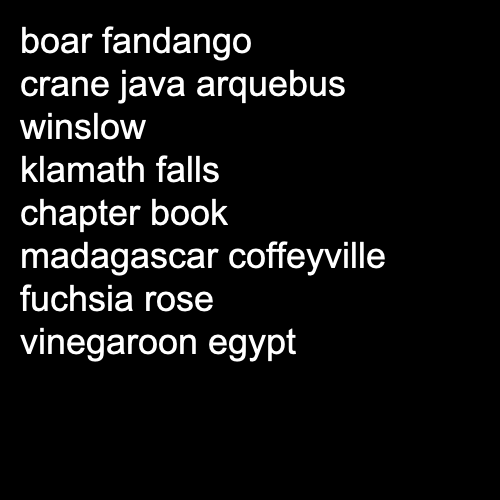 boar fandango
crane java arquebus
winslow
klamath falls
chapter book
madagascar coffeyville
fuchsia rose
vinegaroon egypt